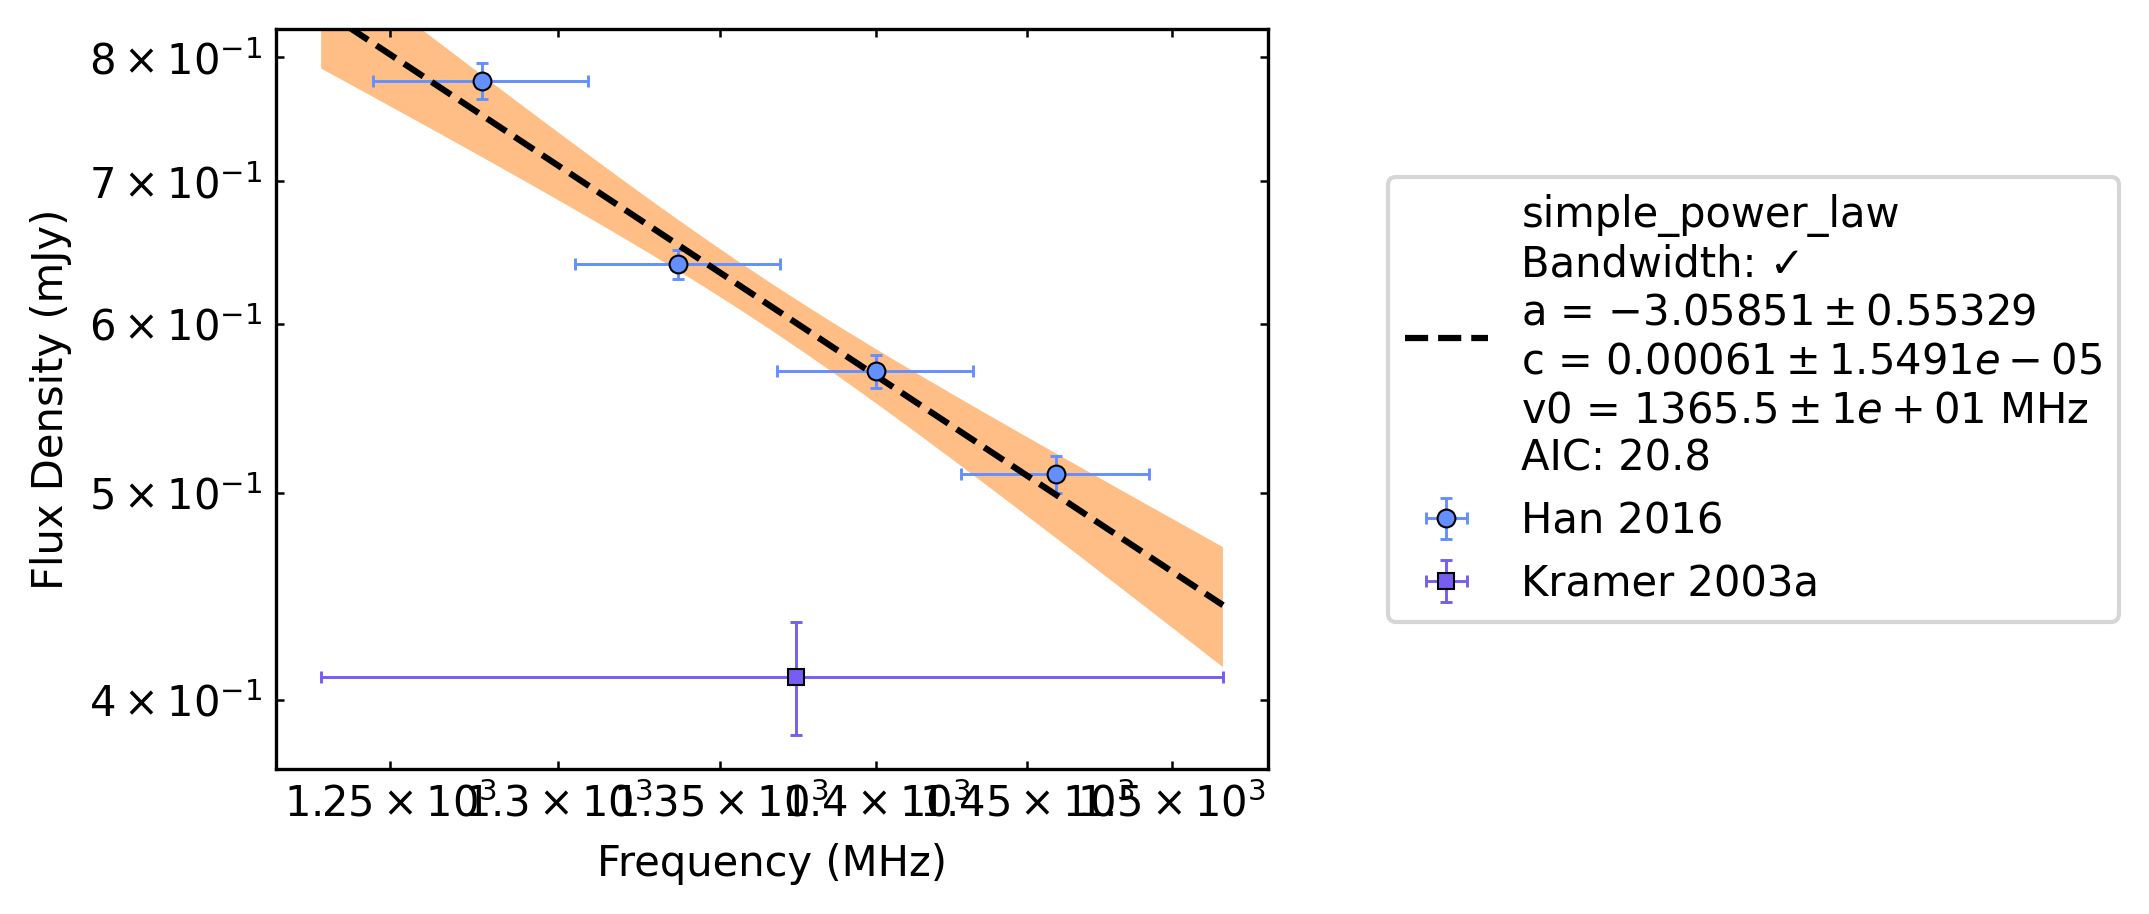 8 × 10⁻¹
7 × 10⁻¹
6 × 10⁻¹
5 × 10⁻¹
4 × 10⁻¹
Flux Density (mJy)
1.25 × 10³ 1.3 × 10³ 1.35 × 10³ 1.4 × 10³ 1.45 × 10³ 1.5 × 10³
Frequency (MHz)
simple_power_law
Bandwidth: ✓
a = −3.05851 ± 0.55329
c = 0.00061 ± 1.5491e − 05
v0 = 1365.5 ± 1e + 01 MHz
AIC: 20.8
Han 2016
Kramer 2003a